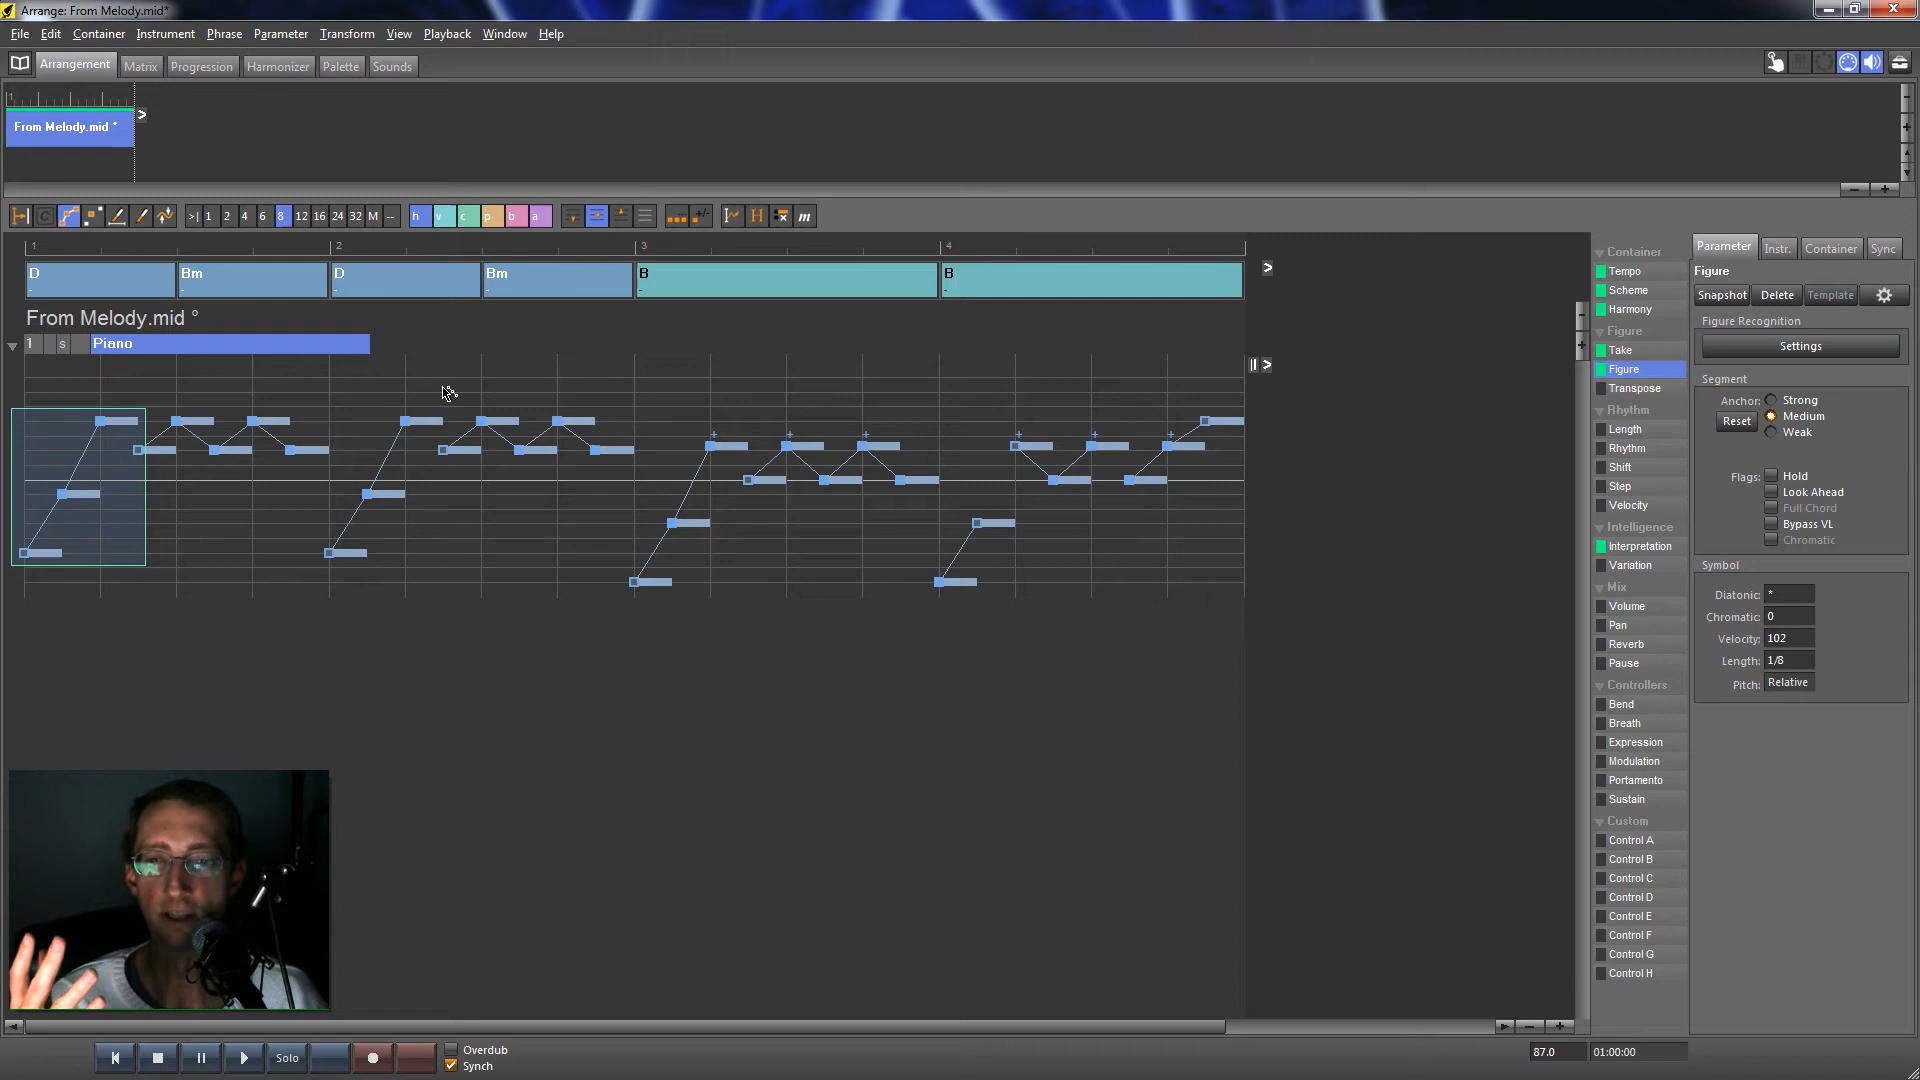 Arrange: From Melody.mid*
File Edit Container Instrument Phrase Parameter Transform View Playback Window Help
Arrangement Matrix Progression Harmonizer Palette Sounds
1
From Melody.mid *
>
>| 1 2 4 6 8 12 16 24 32 M -- h v c p b a +/- H m
1 2 3 4
D Bm D Bm B B
- - - - - -
>
From Melody.mid °
1 s Piano
>
+ + + + + +
Container
Tempo
Scheme
Harmony
Figure
Take
Figure
Transpose
Rhythm
Length
Rhythm
Shift
Step
Velocity
Intelligence
Interpretation
Variation
Mix
Volume
Pan
Reverb
Pause
Controllers
Bend
Breath
Expression
Modulation
Portamento
Sustain
Custom
Control A
Control B
Control C
Control D
Control E
Control F
Control G
Control H
Parameter Instr. Container Sync
Figure
Snapshot Delete Template
Figure Recognition
Settings
Segment
Anchor: Strong
Reset Medium
Weak
Flags: Hold
Look Ahead
Full Chord
Bypass VL
Chromatic
Symbol
Diatonic: *
Chromatic: 0
Velocity: 102
Length: 1/8
Pitch: Relative
Solo
Overdub
Synch
87.0 01:00:00